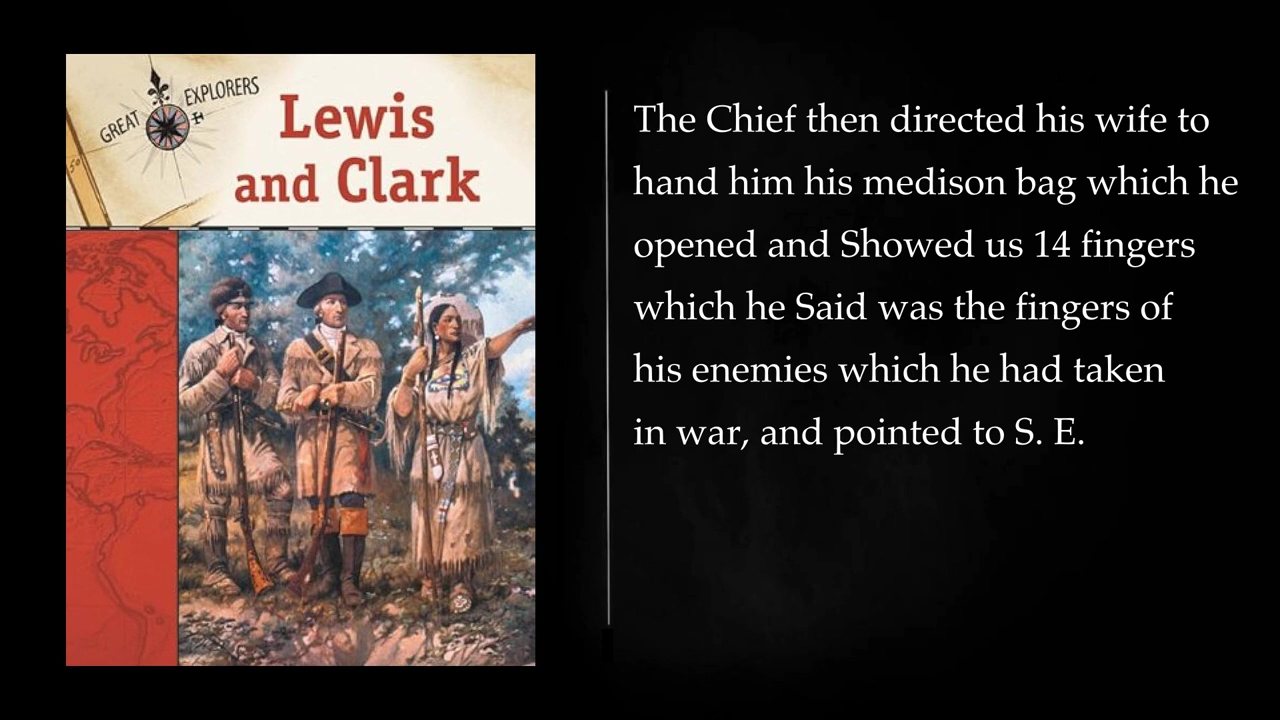 GREAT EXPLORERS
Lewis
and Clark
The Chief then directed his wife to
hand him his medison bag which he
opened and Showed us 14 fingers
which he Said was the fingers of
his enemies which he had taken
in war, and pointed to S. E.